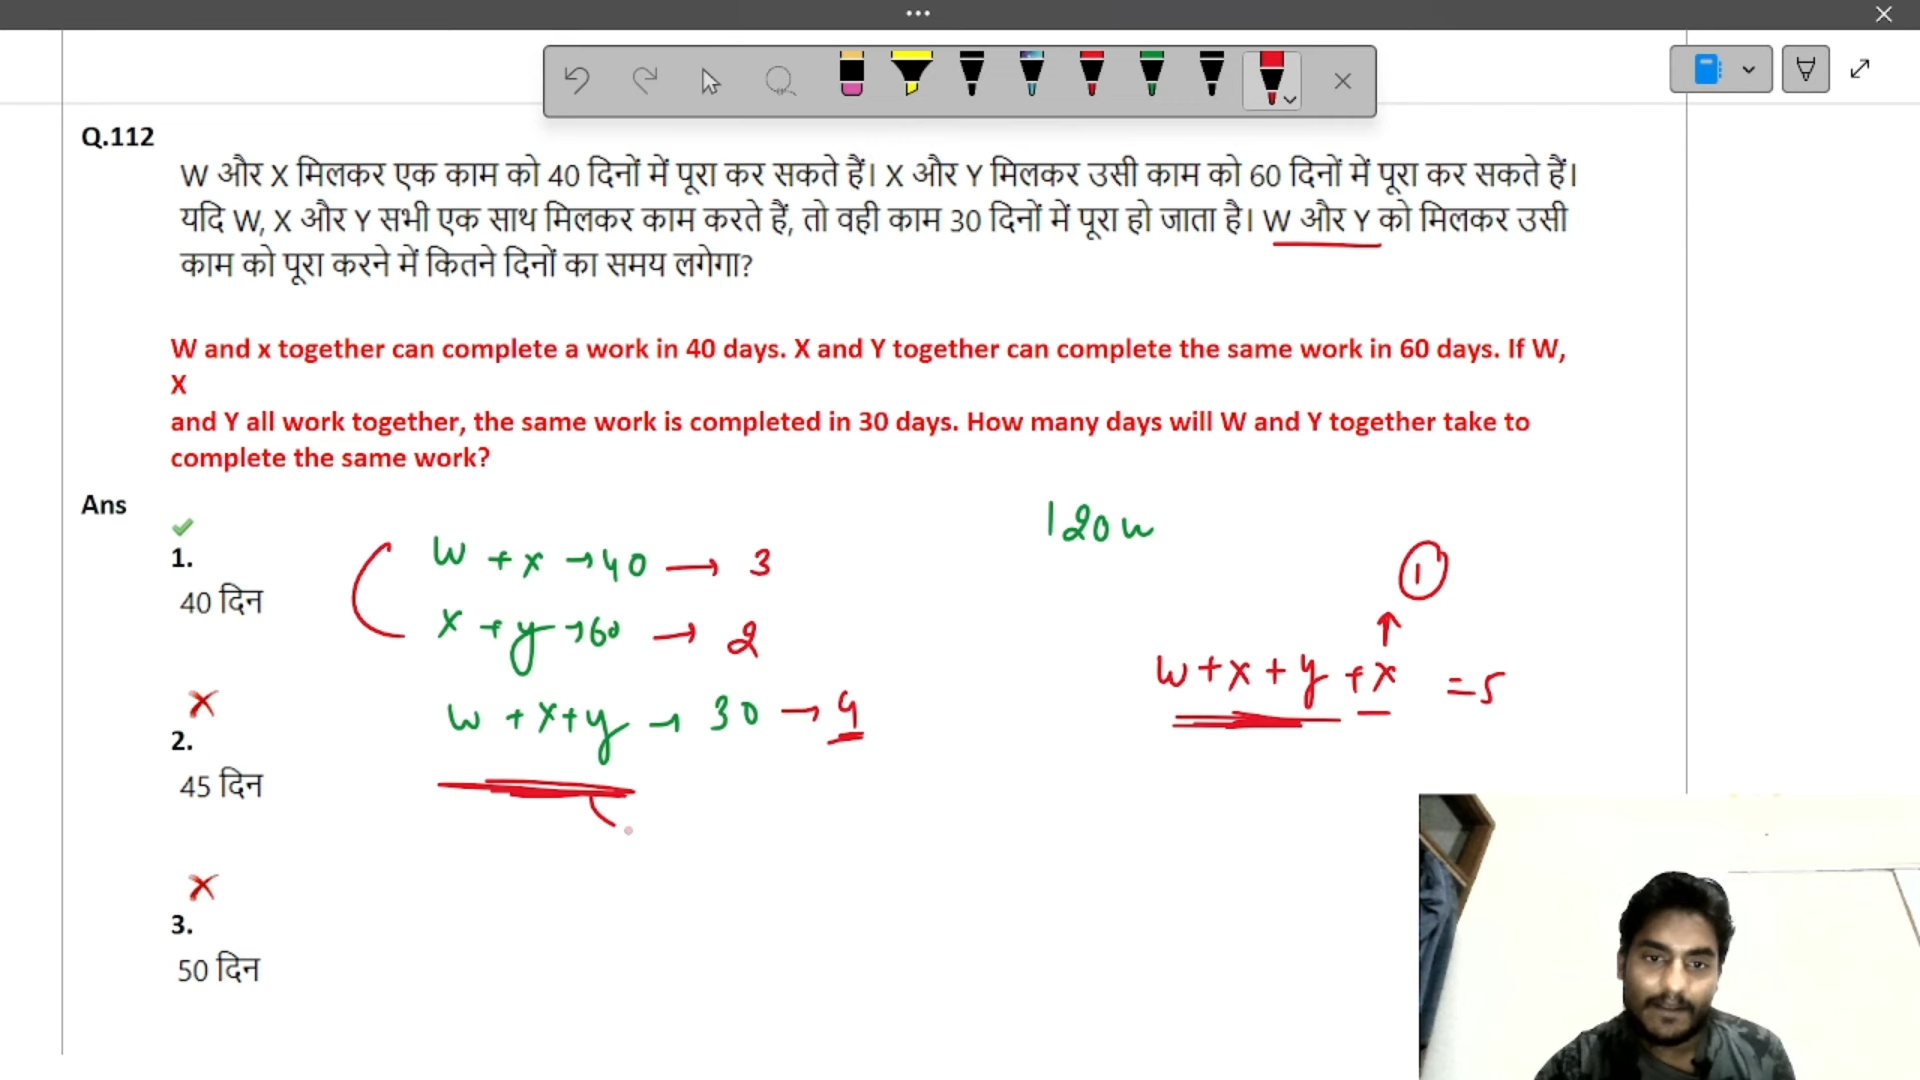 Q.112
W और X मिलकर एक काम को 40 दिनों में पूरा कर सकते हैं। X और Y मिलकर उसी काम को 60 दिनों में पूरा कर सकते हैं।
यदि W, X और Y सभी एक साथ मिलकर काम करते हैं, तो वही काम 30 दिनों में पूरा हो जाता है। W और Y को मिलकर उसी
काम को पूरा करने में कितने दिनों का समय लगेगा?
W and x together can complete a work in 40 days. X and Y together can complete the same work in 60 days. If W,
X
and Y all work together, the same work is completed in 30 days. How many days will W and Y together take to
complete the same work?
Ans
1.
40 दिन
2.
45 दिन
3.
50 दिन
W + x → 40 → 3
x + y → 60 → 2
W + x + y → 30 → 4
120 w
1
W + x + y + x = 5